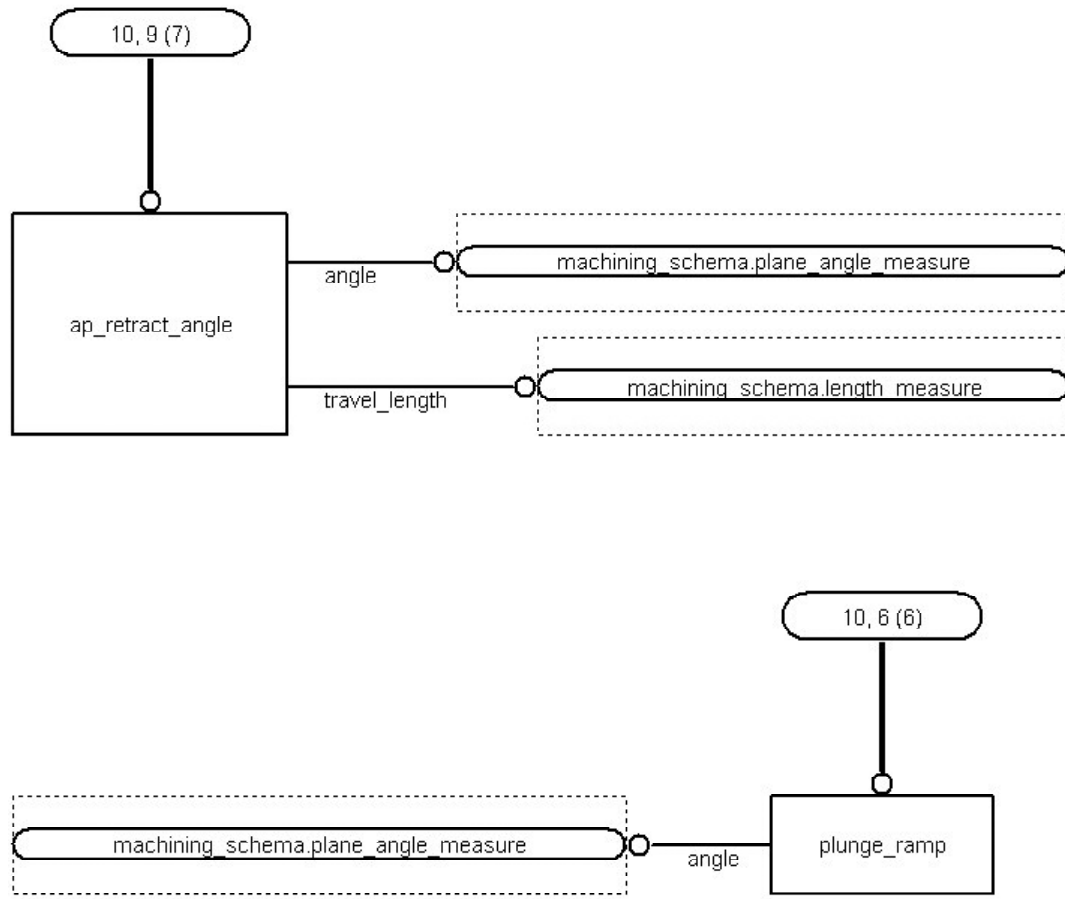 10, 9 (7)
machining_schema.plane_angle_measure
angle
ap_retract_angle
machining_schema.length_measure
travel_length
10, 6 (6)
machining_schema.plane_angle_measure
angle
plunge_ramp